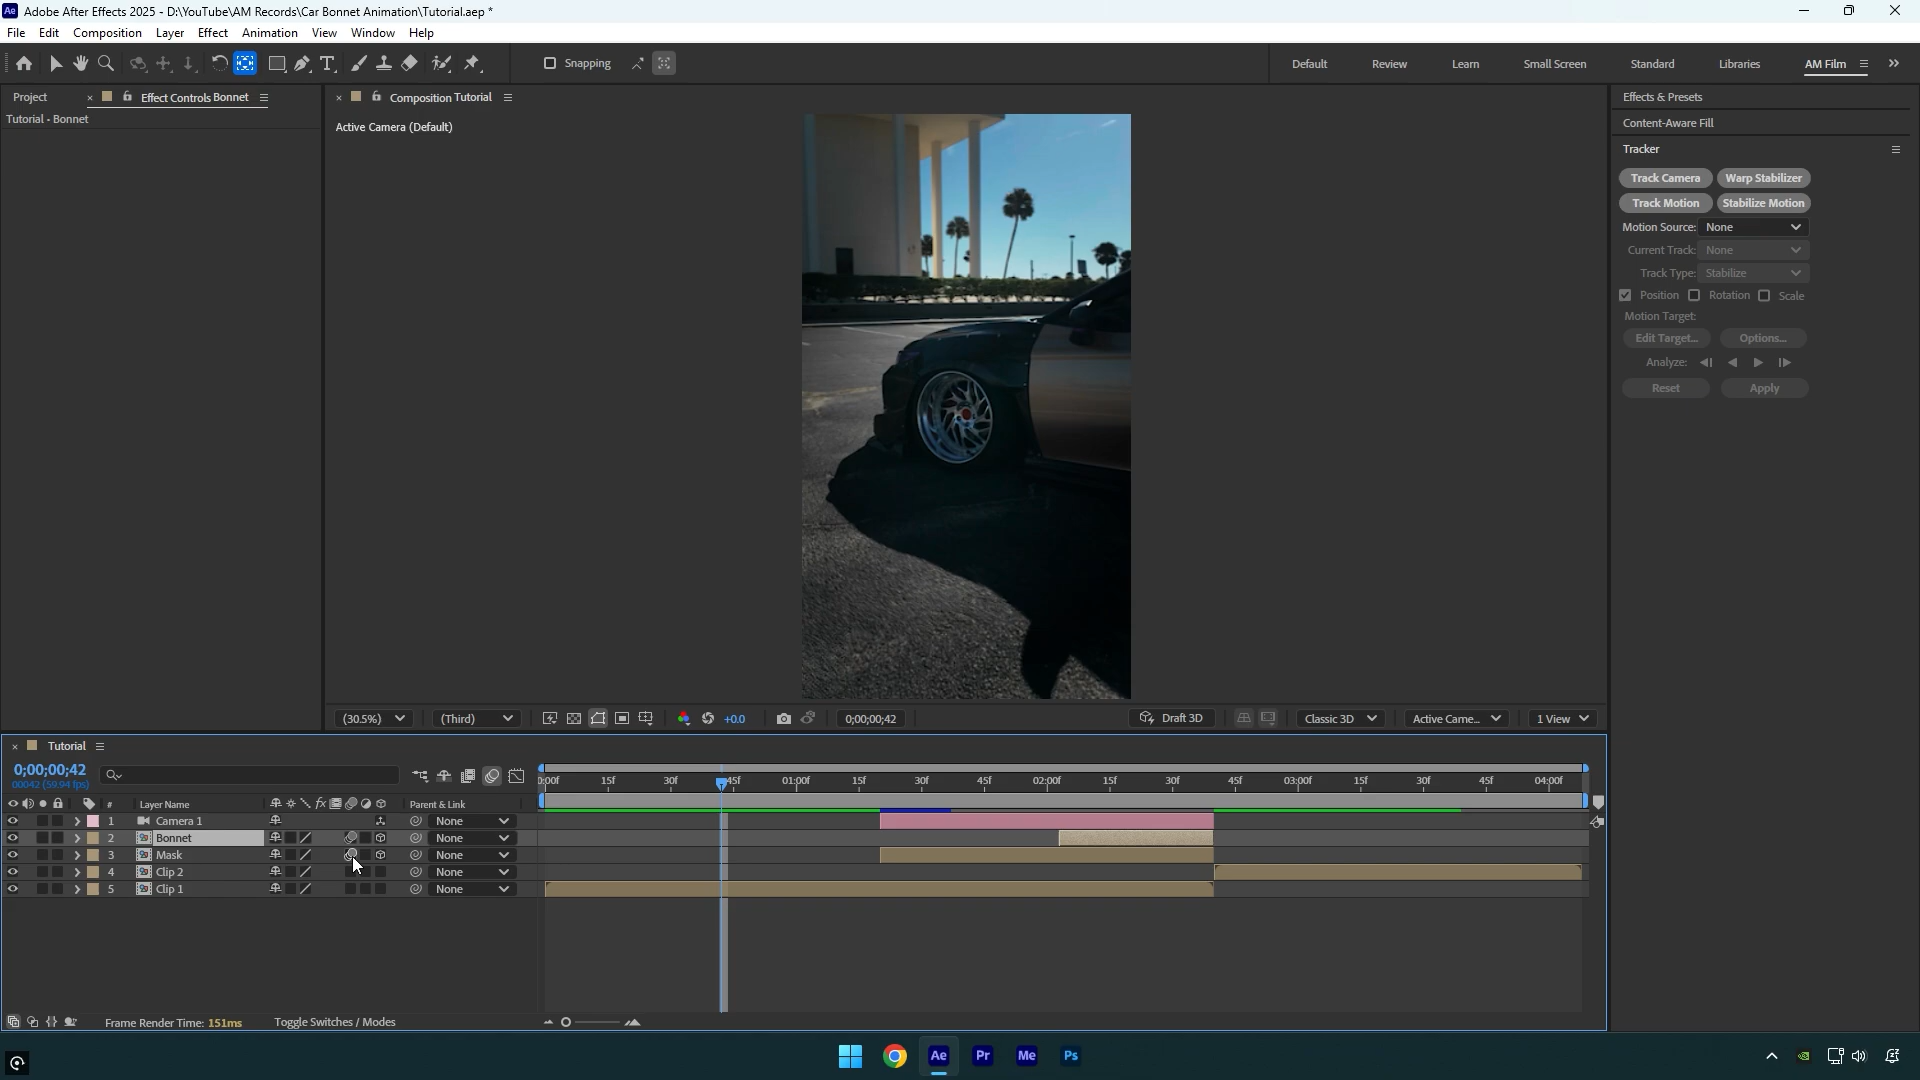 Ae Adobe After Effects 2025 - D:\YouTube\AM Records\Car Bonnet Animation\Tutorial.aep *
File Edit Composition Layer Effect Animation View Window Help
Snapping Default Review Learn Small Screen Standard Libraries AM Film
Project × Effect Controls Bonnet
Tutorial - Bonnet
× Composition Tutorial
Active Camera (Default)
Effects & Presets
Content-Aware Fill
Tracker
Track Camera Warp Stabilizer
Track Motion Stabilize Motion
Motion Source: None
Current Track: None
Track Type: Stabilize
Position Rotation Scale
Motion Target:
Edit Target... Options...
Analyze:
Reset Apply
(30.5%) (Third) +0.0 0;00;00;42 Draft 3D Classic 3D Active Came... 1 View
× Tutorial
0;00;00;42
00042 (59.94 fps)
0:00f 15f 30f 45f 01:00f 15f 30f 45f 02:00f 15f 30f 45f 03:00f 15f 30f 45f 04:00f
# Layer Name fx Parent & Link
1 Camera 1 None
2 Bonnet None
3 Mask None
4 Clip 2 None
5 Clip 1 None
Frame Render Time: 151ms Toggle Switches / Modes
Ae Pr Me Ps